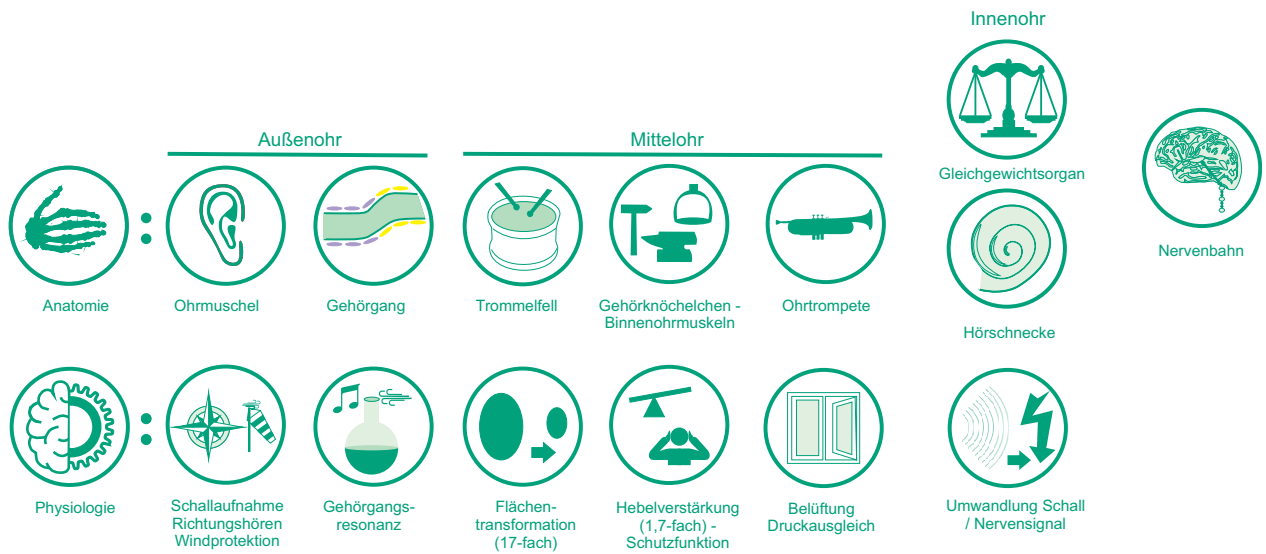 Innenohr
Außenohr
Mittelohr
Gleichgewichtsorgan
Nervenbahn
Anatomie
Ohrmuschel
Gehörgang
Trommelfell
Gehörknöchelchen -
Binnenohrmuskeln
Ohrtrompete
Hörschnecke
Physiologie
Schallaufnahme
Richtungshören
Windprotektion
Gehörgangs-
resonanz
Flächen-
transformation
(17-fach)
Hebelverstärkung
(1,7-fach) -
Schutzfunktion
Belüftung
Druckausgleich
Umwandlung Schall
/ Nervensignal